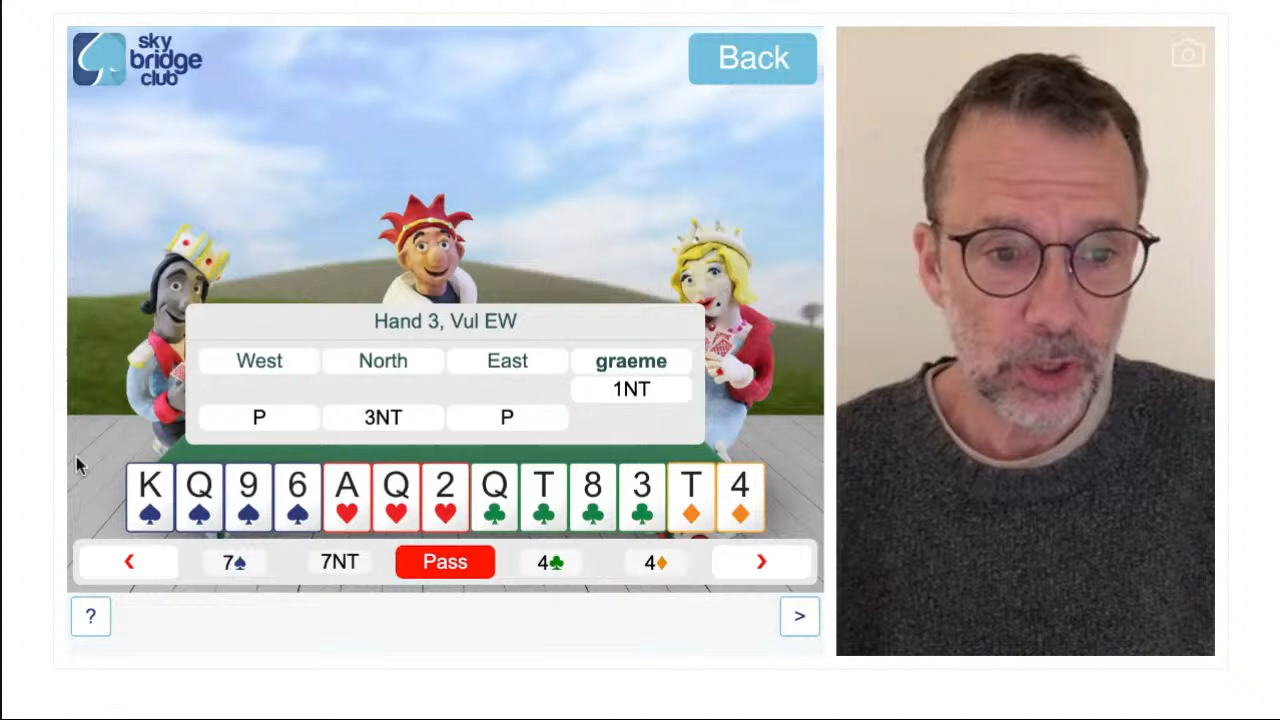 sky
bridge
club
Back
Hand 3, Vul EW
West North East graeme
1NT
P 3NT P
K Q 9 6 A Q 2 Q T 8 3 T 4
♠ ♠ ♠ ♠ ♥ ♥ ♥ ♣ ♣ ♣ ♣ ♦ ♦
< 7♠ 7NT Pass 4♣ 4♦ >
? >